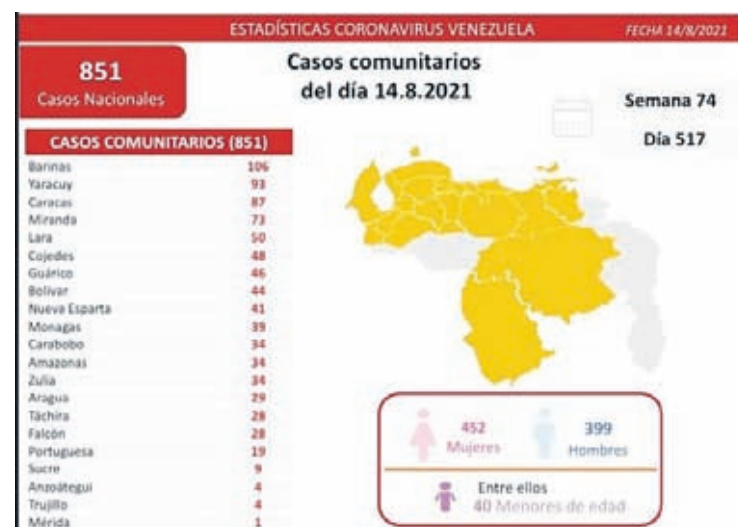 ESTADÍSTICAS CORONAVIRUS VENEZUELA
FECHA 14/8/2021
851
Casos Nacionales
Casos comunitarios
del día 14.8.2021
Semana 74
Día 517
CASOS COMUNITARIOS (851)
Barinas 106
Yaracuy 93
Caracas 87
Miranda 73
Lara 50
Cojedes 48
Guárico 46
Bolívar 44
Nueva Esparta 41
Monagas 39
Carabobo 34
Amazonas 34
Zulia 34
Aragua 29
Táchira 28
Falcón 28
Portuguesa 19
Sucre 9
Anzoátegui 4
Trujillo 4
Mérida 1
452
Mujeres
399
Hombres
Entre ellos
40 Menores de edad